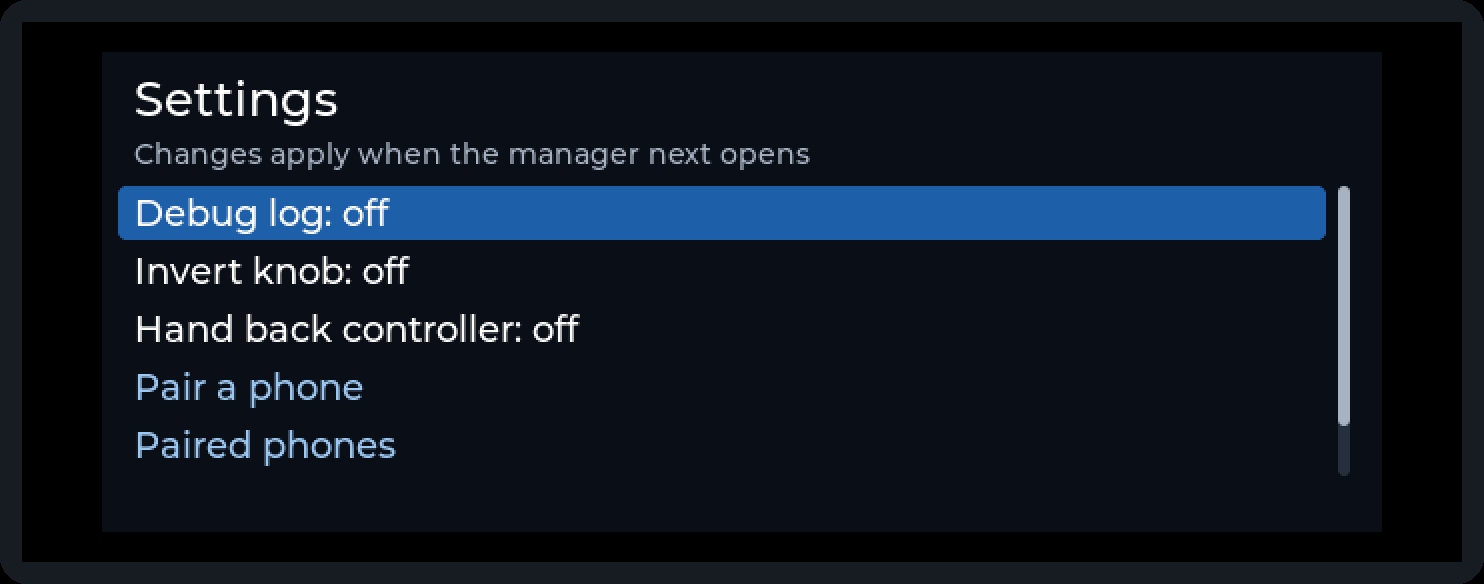 Settings
Changes apply when the manager next opens
Debug log: off
Invert knob: off
Hand back controller: off
Pair a phone
Paired phones